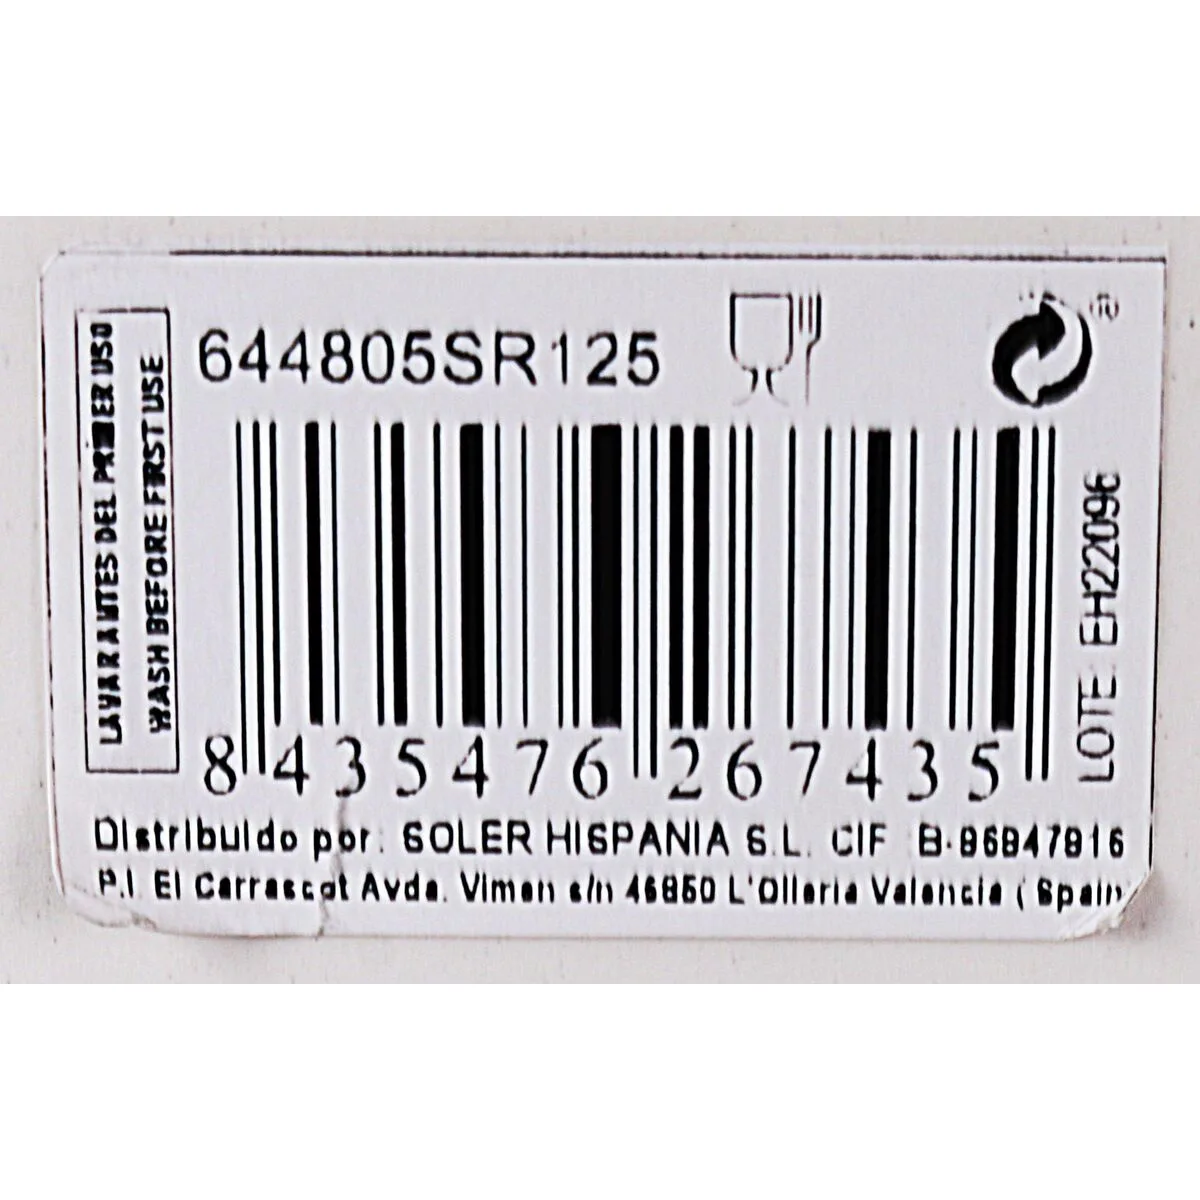 LAVAR ANTES DEL PRIMER USO
WASH BEFORE FIRST USE
644805SR125
®
LOTE: EH22096
8 435476 267435
Distribuido por: SOLER HISPANIA S.L. CIF B-96947916
P.I. El Carrascot Avda. Vimen s/n 46850 L'Olleria Valencia ( Spain